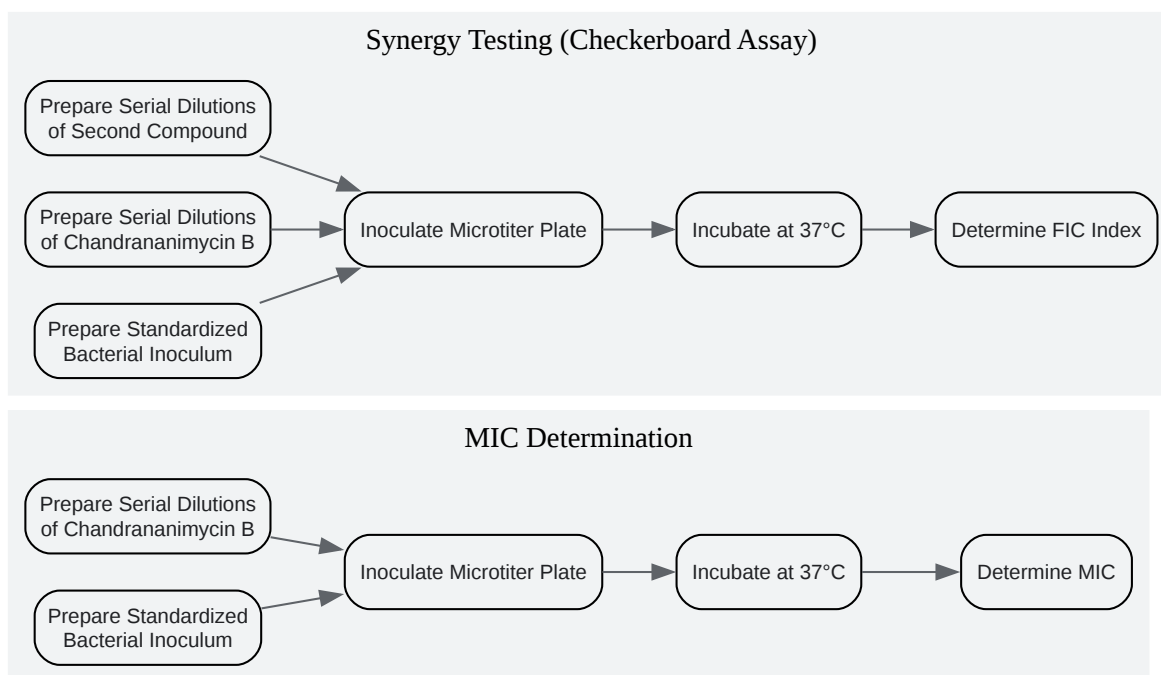 Synergy Testing (Checkerboard Assay)
Prepare Serial Dilutions
of Second Compound
Prepare Serial Dilutions
of Chandrananimycin B
Prepare Standardized
Bacterial Inoculum
Inoculate Microtiter Plate
Incubate at 37°C
Determine FIC Index
MIC Determination
Prepare Serial Dilutions
of Chandrananimycin B
Prepare Standardized
Bacterial Inoculum
Inoculate Microtiter Plate
Incubate at 37°C
Determine MIC